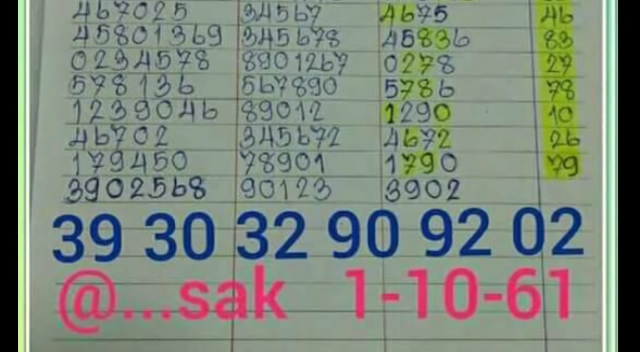 467025 34567 4675 46
45801369 345678 45836 83
0234578 8901267 0278 27
578136 567890 5786 78
1239046 89012 1290 10
46702 345672 4672 26
179450 78901 1790 79
3902568 90123 3902
39 30 32 90 92 02
@...sak 1-10-61